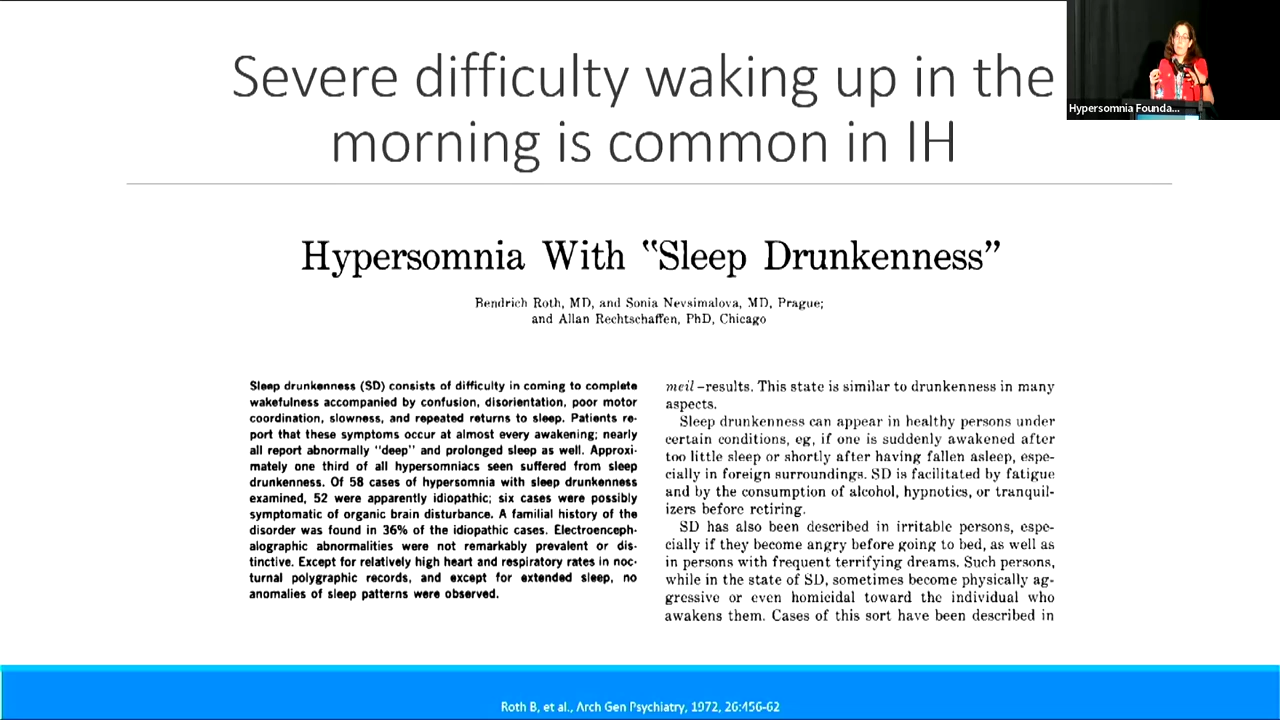 Severe difficulty waking up in the
morning is common in IH
Hypersomnia Founda...
Hypersomnia With "Sleep Drunkenness"
Bendrich Roth, MD, and Sonia Nevsimalova, MD, Prague;
and Allan Rechtschaffen, PhD, Chicago
Sleep drunkenness (SD) consists of difficulty in coming to complete
wakefulness accompanied by confusion, disorientation, poor motor
coordination, slowness, and repeated returns to sleep. Patients re-
port that these symptoms occur at almost every awakening; nearly
all report abnormally "deep" and prolonged sleep as well. Approxi-
mately one third of all hypersomniacs seen suffered from sleep
drunkenness. Of 58 cases of hypersomnia with sleep drunkenness
examined, 52 were apparently idiopathic; six cases were possibly
symptomatic of organic brain disturbance. A familial history of the
disorder was found in 36% of the idiopathic cases. Electroenceph-
alographic abnormalities were not remarkably prevalent or dis-
tinctive. Except for relatively high heart and respiratory rates in noc-
turnal polygraphic records, and except for extended sleep, no
anomalies of sleep patterns were observed.
meil–results. This state is similar to drunkenness in many
aspects.
Sleep drunkenness can appear in healthy persons under
certain conditions, eg, if one is suddenly awakened after
too little sleep or shortly after having fallen asleep, espe-
cially in foreign surroundings. SD is facilitated by fatigue
and by the consumption of alcohol, hypnotics, or tranquil-
izers before retiring.
SD has also been described in irritable persons, espe-
cially if they become angry before going to bed, as well as
in persons with frequent terrifying dreams. Such persons,
while in the state of SD, sometimes become physically ag-
gressive or even homicidal toward the individual who
awakens them. Cases of this sort have been described in
Roth B, et al., Arch Gen Psychiatry, 1972, 26:456-62